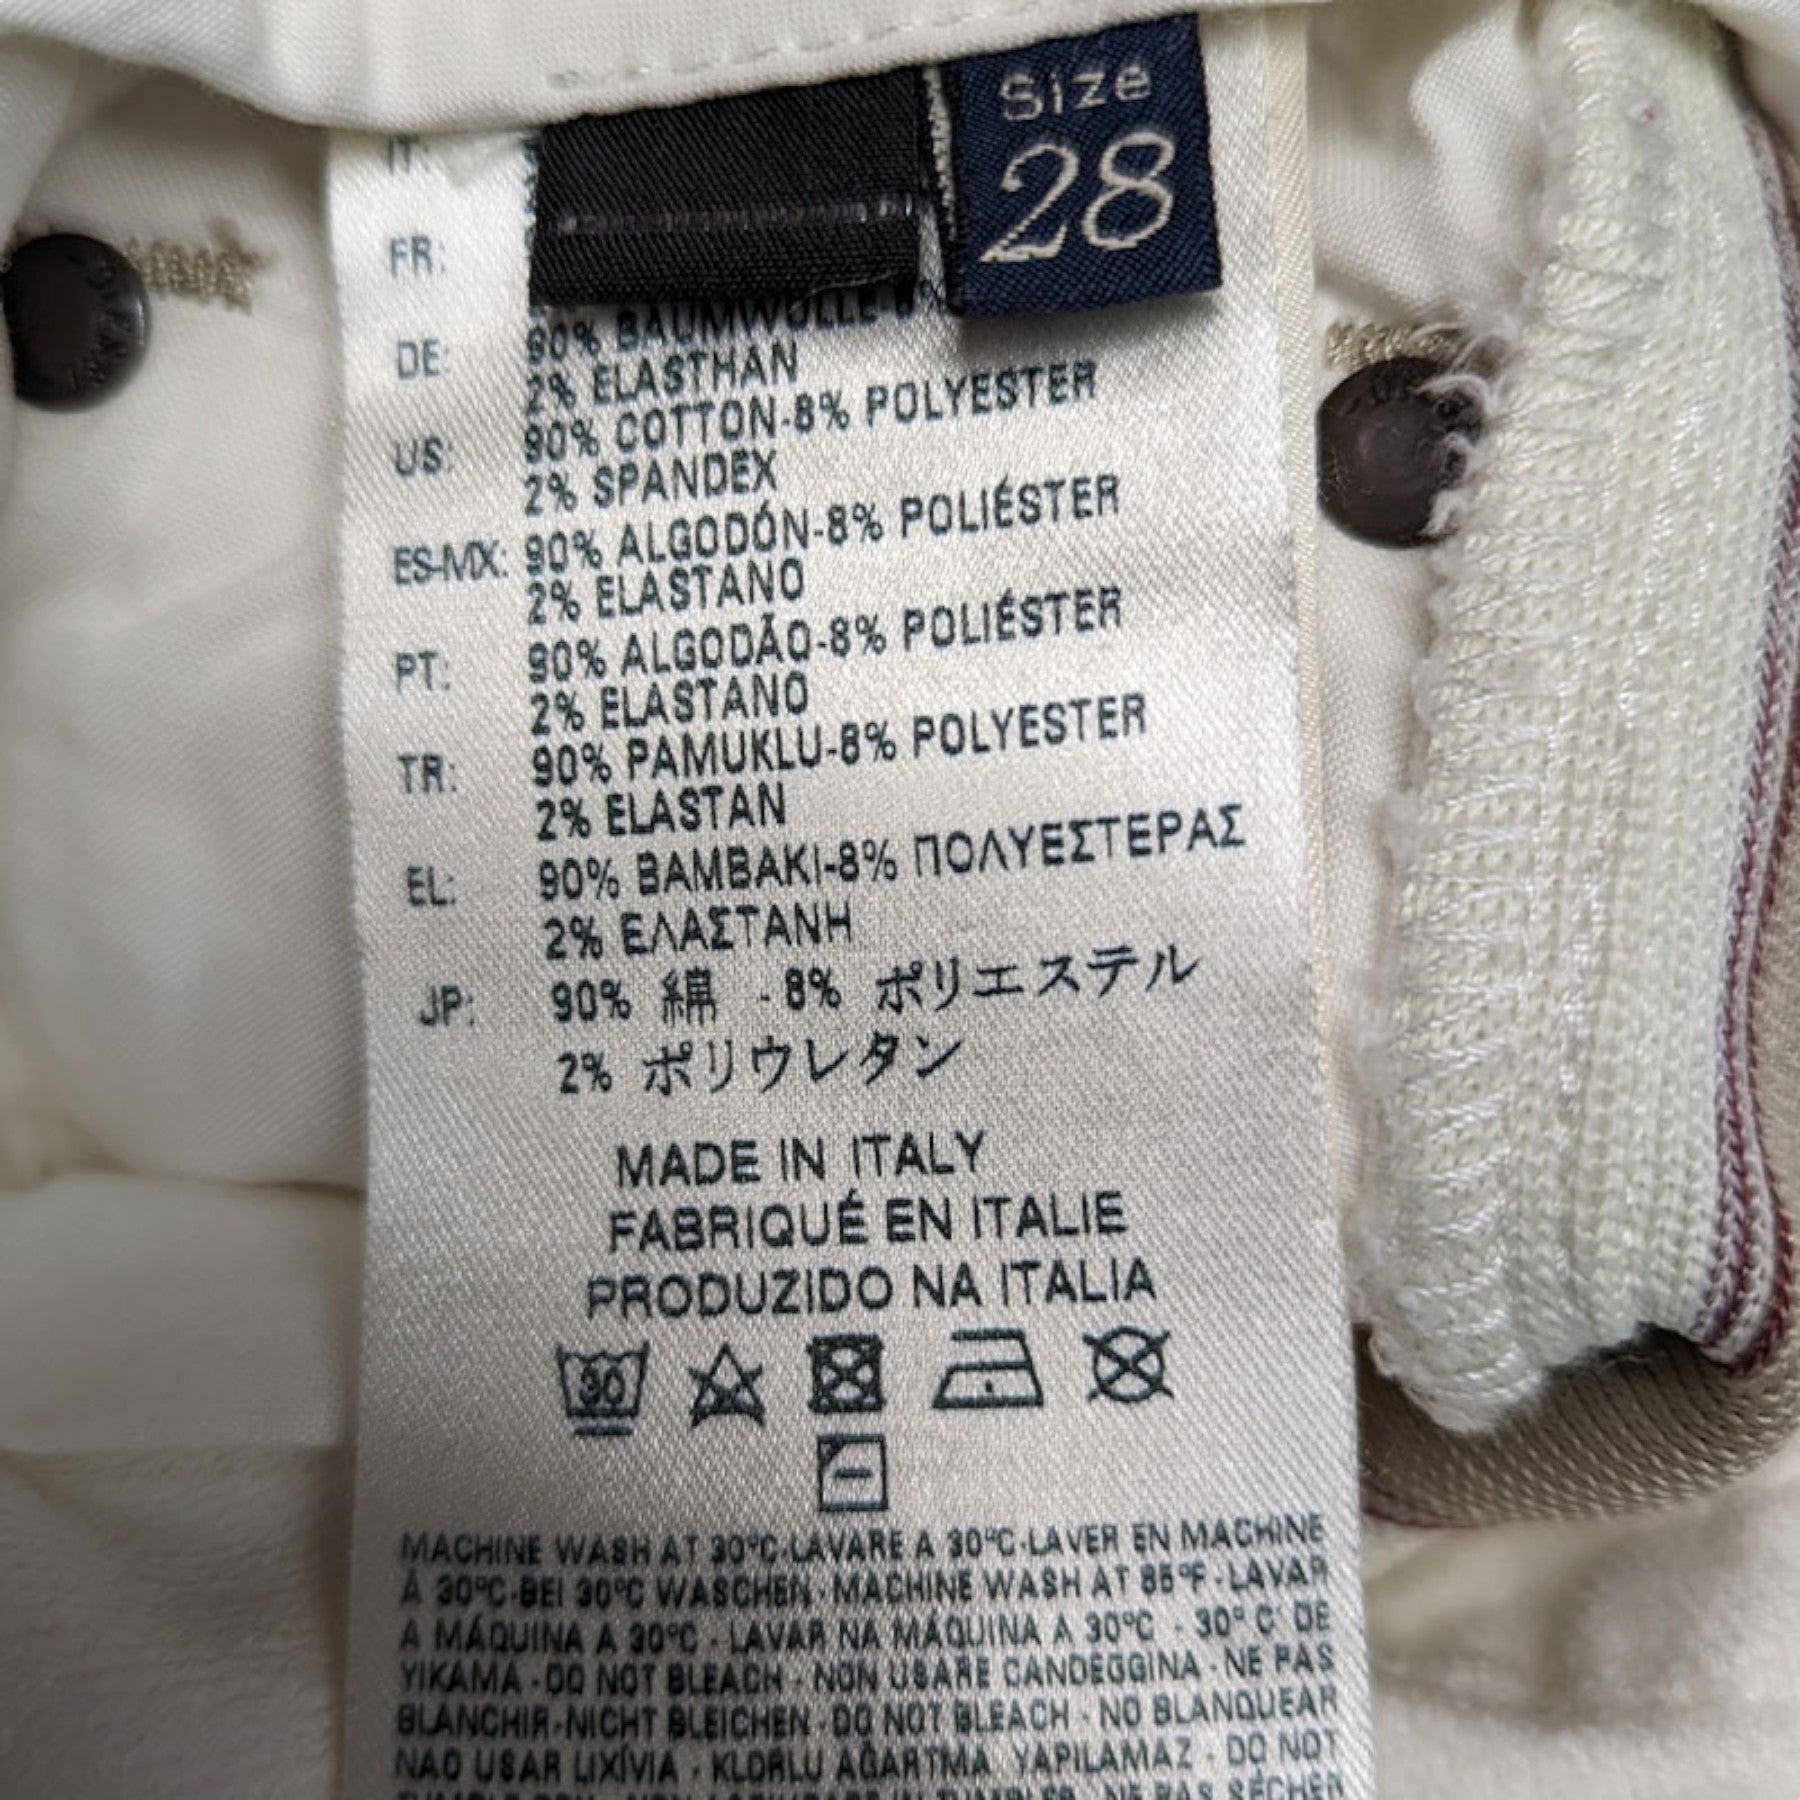 Size
28
IT:
FR:
DE: 90% BAUMWOLLE-
2% ELASTHAN
US: 90% COTTON-8% POLYESTER
2% SPANDEX
ES-MX: 90% ALGODÓN-8% POLIÉSTER
2% ELASTANO
PT: 90% ALGODÃO-8% POLIÉSTER
2% ELASTANO
TR: 90% PAMUKLU-8% POLYESTER
2% ELASTAN
EL: 90% ΒΑΜΒΑΚΙ-8% ΠΟΛΥΕΣΤΕΡΑΣ
2% ΕΛΑΣΤΑΝΗ
JP: 90% 綿 - 8% ポリエステル
2% ポリウレタン
MADE IN ITALY
FABRIQUÉ EN ITALIE
PRODUZIDO NA ITALIA
30
MACHINE WASH AT 30°C-LAVARE A 30°C-LAVER EN MACHINE
À 30°C-BEI 30°C WASCHEN - MACHINE WASH AT 85°F - LAVAR
A MÁQUINA A 30°C - LAVAR NA MÁQUINA A 30°C - 30° C' DE
YIKAMA - DO NOT BLEACH - NON USARE CANDEGGINA - NE PAS
BLANCHIR-NICHT BLEICHEN - DO NOT BLEACH - NO BLANQUEAR
NAO USAR LIXÍVIA - KLORLU AĞARTMA YAPILAMAZ - DO NOT
NE PAS SÉCHER